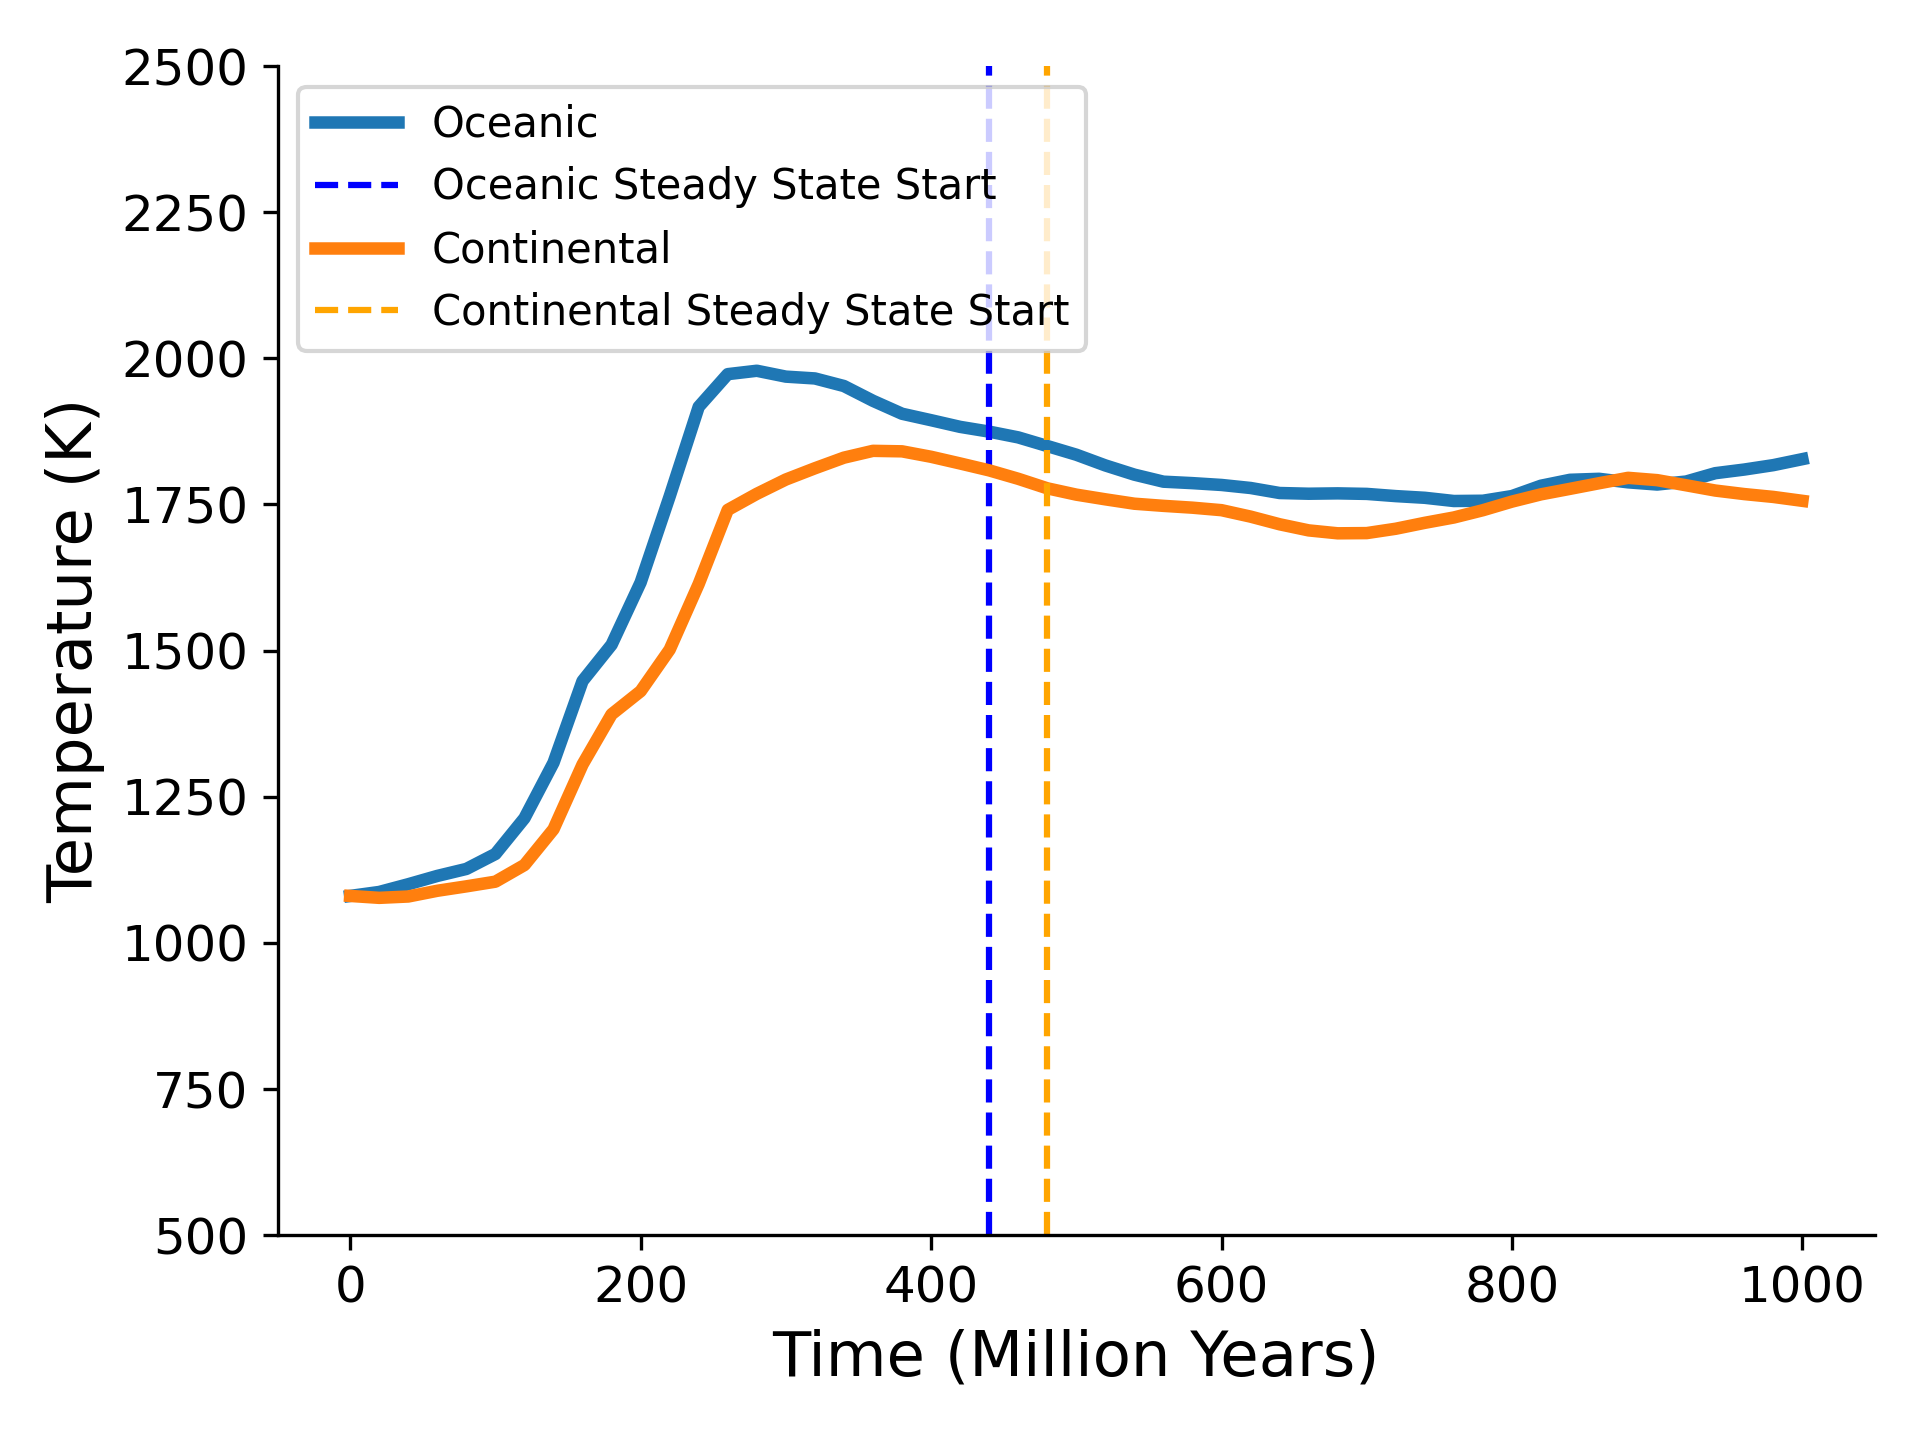 2500
2250
2000
1750
1500
1250
1000
750
500
Temperature (K)
Oceanic
Oceanic Steady State Start
Continental
Continental Steady State Start
0 200 400 600 800 1000
Time (Million Years)